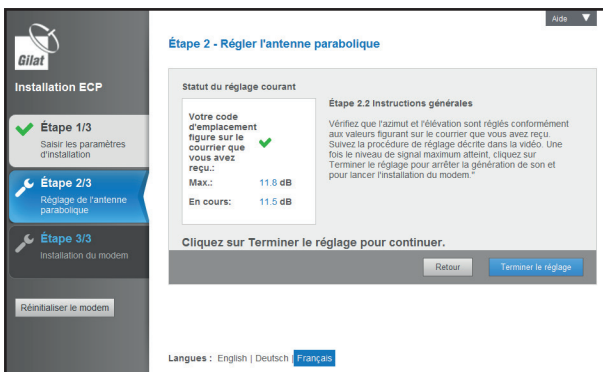 Aide
Gilat
Installation ECP
Étape 1/3
Saisir les paramètres
d'installation
Étape 2/3
Réglage de l'antenne
parabolique
Étape 3/3
Installation du modem
Réinitialiser le modem
Étape 2 - Régler l'antenne parabolique
Statut du réglage courant
Votre code
d'emplacement
figure sur le
courrier que
vous avez
reçu.:
Max.: 11.8 dB
En cours: 11.5 dB
Étape 2.2 Instructions générales
Vérifiez que l'azimut et l'élévation sont réglés conformément
aux valeurs figurant sur le courrier que vous avez reçu.
Suivez la procédure de réglage décrite dans la vidéo. Une
fois le niveau de signal maximum atteint, cliquez sur
Terminer le réglage pour arrêter la génération de son et
pour lancer l'installation du modem."
Cliquez sur Terminer le réglage pour continuer.
Retour
Terminer le réglage
Langues : English | Deutsch | Français